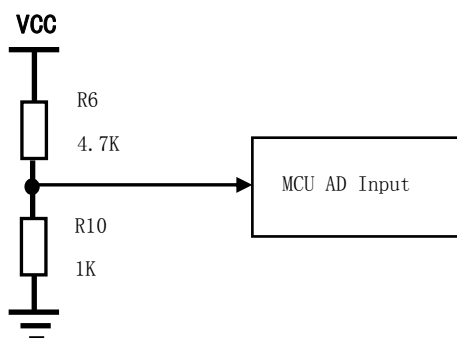 VCC
R6
4.7K
MCU AD Input
R10
1K